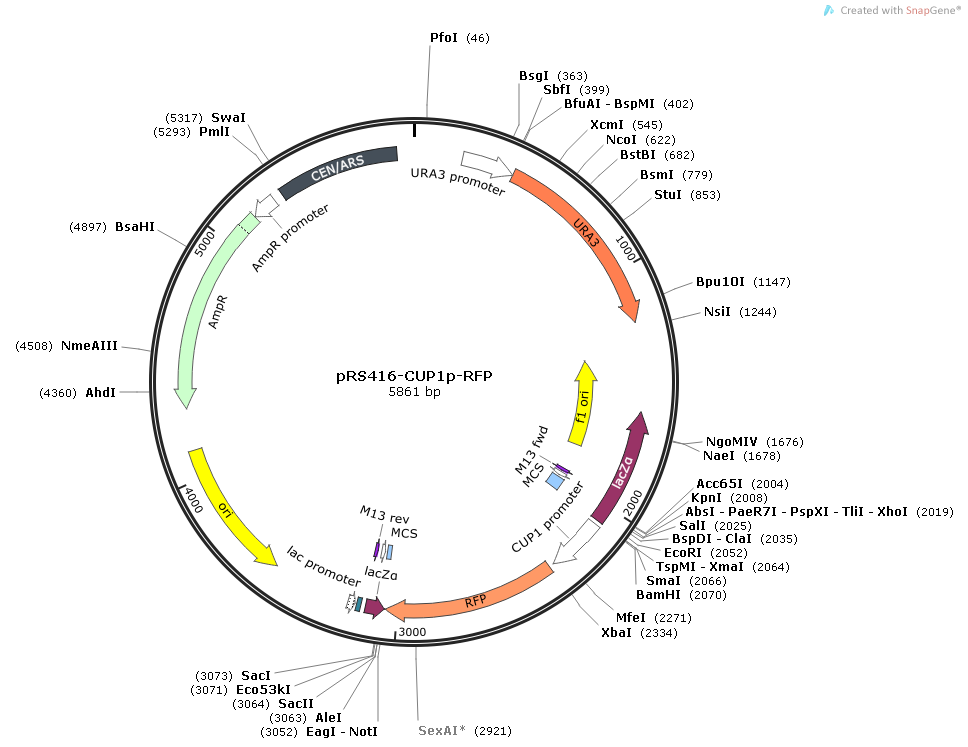 Created with SnapGene®
PfoI (46)
BsgI (363)
SbfI (399)
BfuAI - BspMI (402)
XcmI (545)
NcoI (622)
BstBI (682)
BsmI (779)
StuI (853)
Bpu10I (1147)
NsiI (1244)
NgoMIV (1676)
NaeI (1678)
Acc65I (2004)
KpnI (2008)
AbsI - PaeR7I - PspXI - TliI - XhoI (2019)
SalI (2025)
BspDI - ClaI (2035)
EcoRI (2052)
TspMI - XmaI (2064)
SmaI (2066)
BamHI (2070)
MfeI (2271)
XbaI (2334)
SexAI* (2921)
(3052) EagI - NotI
(3063) AleI
(3064) SacII
(3071) Eco53kI
(3073) SacI
(4360) AhdI
(4508) NmeAIII
(4897) BsaHI
(5293) PmlI
(5317) SwaI
CEN/ARS
URA3 promoter
URA3
1000
f1 ori
lacZα
2000
M13 fwd
MCS
CUP1 promoter
RFP
3000
M13 rev
MCS
lacZα
lac promoter
ori
4000
AmpR
5000
AmpR promoter
pRS416-CUP1p-RFP
5861 bp